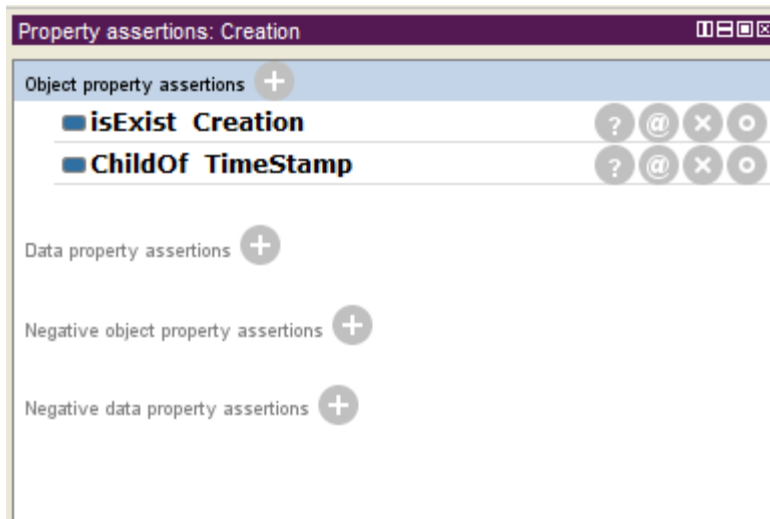 Property assertions: Creation
Object property assertions
isExist Creation
ChildOf TimeStamp
Data property assertions
Negative object property assertions
Negative data property assertions